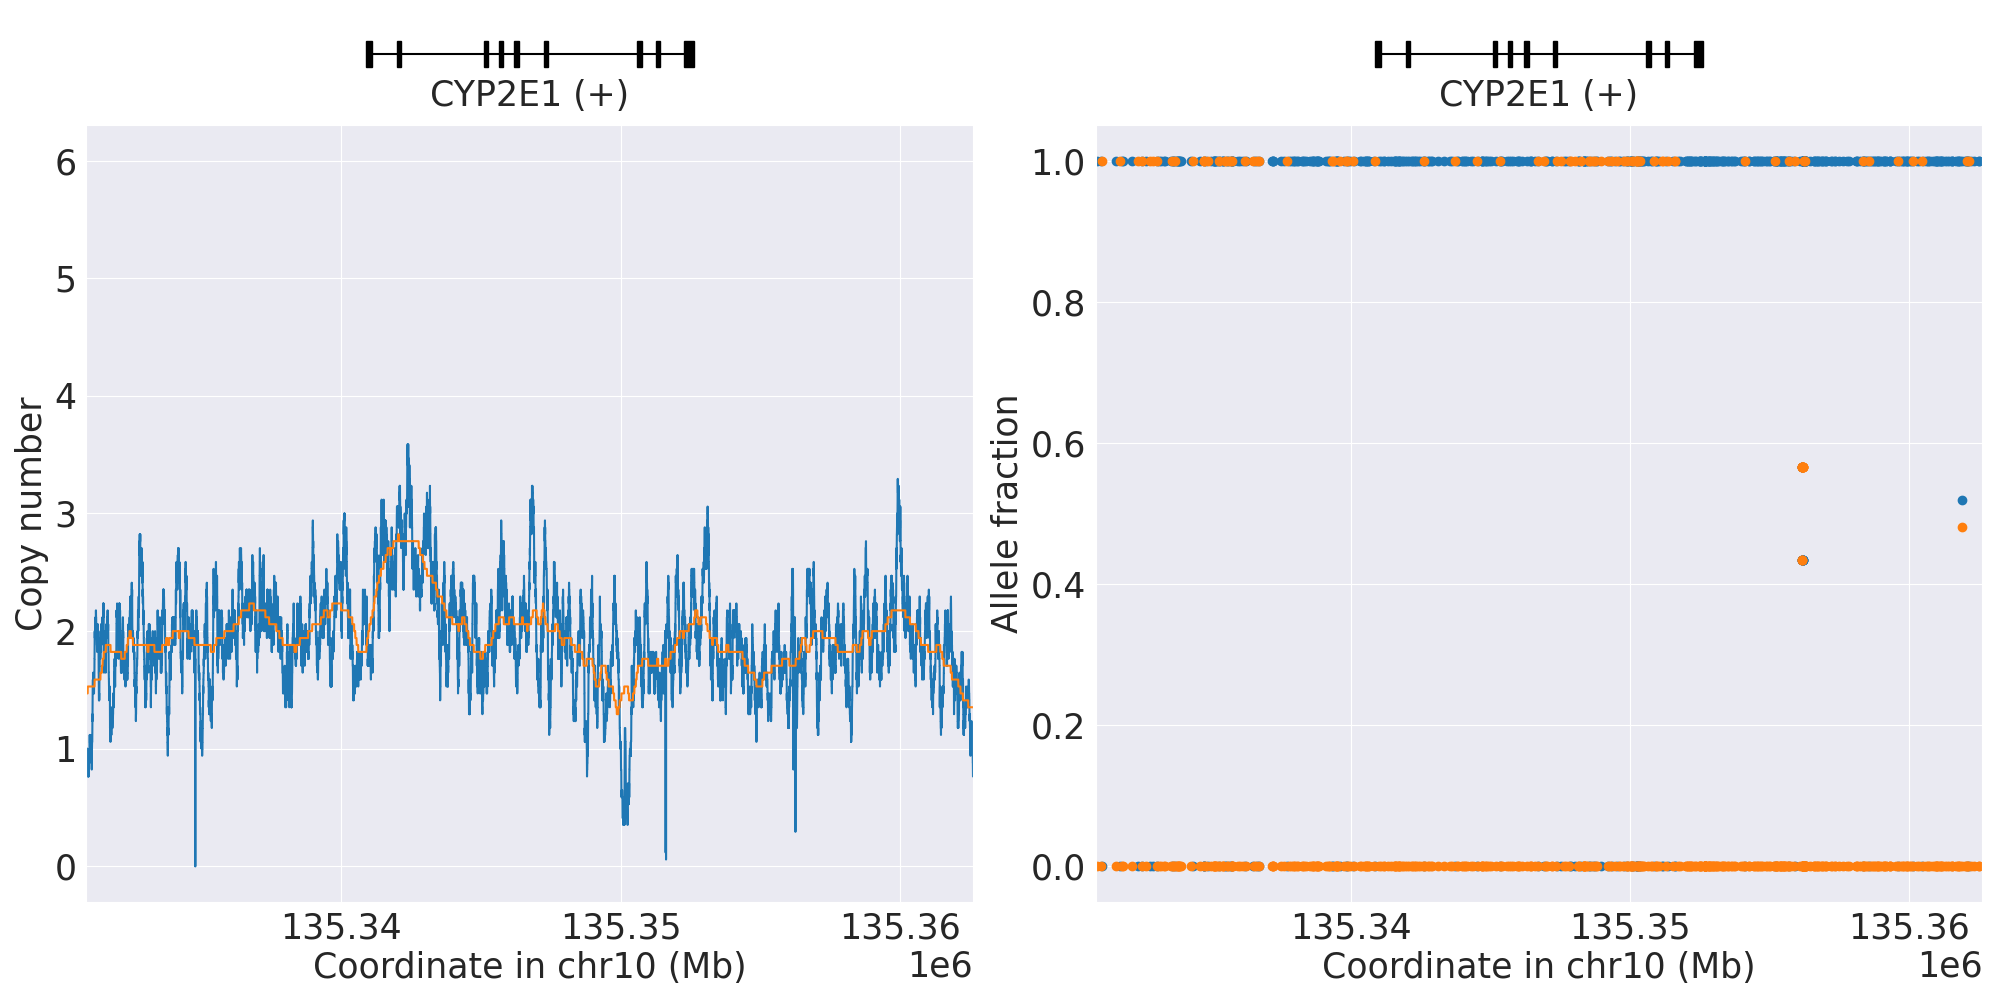 CYP2E1 (+)
CYP2E1 (+)
6
5
4
3
2
1
0
Copy number
135.34
135.35
135.36
Coordinate in chr10 (Mb)
1e6
1.0
0.8
0.6
0.4
0.2
0.0
Allele fraction
135.34
135.35
135.36
Coordinate in chr10 (Mb)
1e6